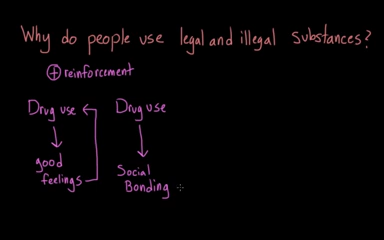 Why do people use legal and illegal substances?
+ reinforcement
Drug use
good
feelings
Drug use
Social
Bonding